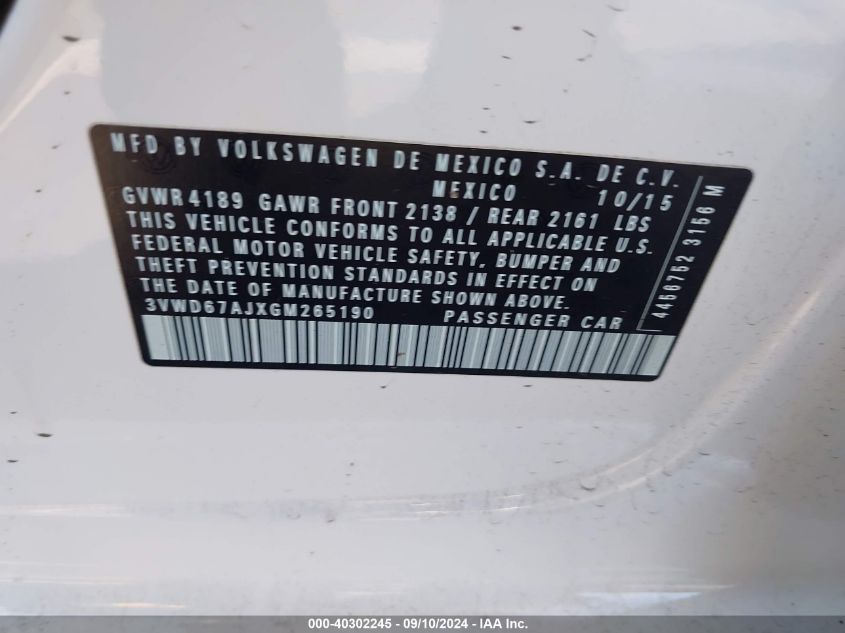 MFD BY VOLKSWAGEN DE MEXICO S.A. DE C.V.
MEXICO 10/15
GVWR 4189 GAWR FRONT 2138 / REAR 2161 LBS
THIS VEHICLE CONFORMS TO ALL APPLICABLE U.S.
FEDERAL MOTOR VEHICLE SAFETY, BUMPER AND
THEFT PREVENTION STANDARDS IN EFFECT ON
THE DATE OF MANUFACTURE SHOWN ABOVE.
3VWD67AJXGM265190 PASSENGER CAR
4456752 3156 M
000-40302245 - 09/10/2024 - IAA Inc.